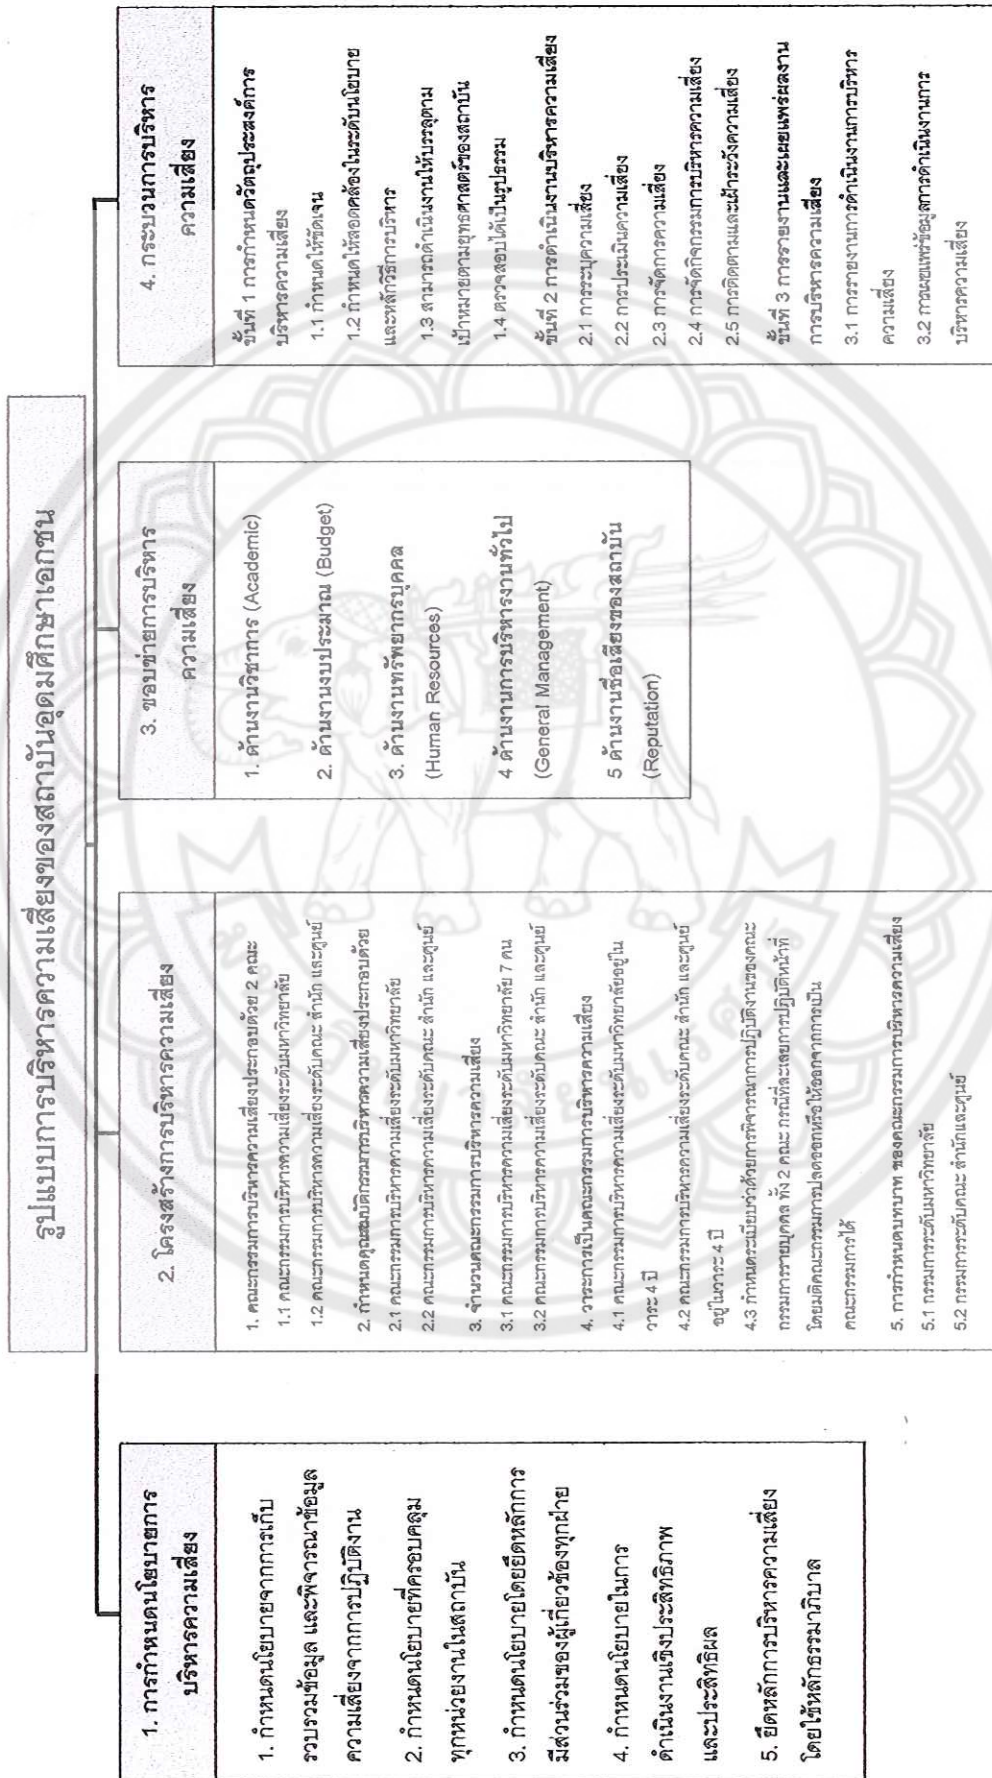 รูปแบบการบริหารความเสี่ยงของสถาบันอุดมศึกษาเอกชน
1. การกำหนดนโยบายการ
บริหารความเสี่ยง
1. กำหนดนโยบายจากการเก็บ
รวบรวมข้อมูล และพิจารณาข้อมูล
ความเสี่ยงจากการปฏิบัติงาน
2. กำหนดนโยบายที่ครอบคลุม
ทุกหน่วยงานในสถาบัน
3. กำหนดนโยบายโดยยึดหลักการ
มีส่วนร่วมของผู้เกี่ยวข้องทุกฝ่าย
4. กำหนดนโยบายในการ
ดำเนินงานเชิงประสิทธิภาพ
และประสิทธิผล
5. ยึดหลักการบริหารความเสี่ยง
โดยใช้หลักธรรมาภิบาล
2. โครงสร้างการบริหารความเสี่ยง
1. คณะกรรมการบริหารความเสี่ยงประกอบด้วย 2 คณะ
1.1 คณะกรรมการบริหารความเสี่ยงระดับมหาวิทยาลัย
1.2 คณะกรรมการบริหารความเสี่ยงระดับคณะ สำนัก และศูนย์
2. กำหนดคุณสมบัติกรรมการบริหารความเสี่ยงประกอบด้วย
2.1 คณะกรรมการบริหารความเสี่ยงระดับมหาวิทยาลัย
2.2 คณะกรรมการบริหารความเสี่ยงระดับคณะ สำนัก และศูนย์
3. จำนวนคณะกรรมการบริหารความเสี่ยง
3.1 คณะกรรมการบริหารความเสี่ยงระดับมหาวิทยาลัย 7 คน
3.2 คณะกรรมการบริหารความเสี่ยงระดับคณะ สำนัก และศูนย์
4. วาระการเป็นคณะกรรมการบริหารความเสี่ยง
4.1 คณะกรรมการบริหารความเสี่ยงระดับมหาวิทยาลัยอยู่ใน
วาระ 4 ปี
4.2 คณะกรรมการบริหารความเสี่ยงระดับคณะ สำนัก และศูนย์
อยู่ในวาระ 4 ปี
4.3 กำหนดระเบียบว่าด้วยการพิจารณาการปฏิบัติงานของคณะ
กรรมการรายบุคคล ทั้ง 2 คณะ กรณีที่ละเลยการปฏิบัติหน้าที่
โดยมติคณะกรรมการปลดออกหรือให้ออกจากการเป็น
คณะกรรมการได้
5. การกำหนดบทบาท ของคณะกรรมการบริหารความเสี่ยง
5.1 กรรมการระดับมหาวิทยาลัย
5.2 กรรมการระดับคณะ สำนักและศูนย์
3. ขอบข่ายการบริหาร
ความเสี่ยง
1. ด้านงานวิชาการ (Academic)
2. ด้านงานงบประมาณ (Budget)
3. ด้านงานทรัพยากรบุคคล
(Human Resources)
4 ด้านงานการบริหารงานทั่วไป
(General Management)
5 ด้านงานชื่อเสียงของสถาบัน
(Reputation)
4. กระบวนการบริหาร
ความเสี่ยง
ขั้นที่ 1 การกำหนดวัตถุประสงค์การ
บริหารความเสี่ยง
1.1 กำหนดให้ชัดเจน
1.2 กำหนดให้สอดคล้องในระดับนโยบาย
และหลักวิธีการบริหาร
1.3 สามารถดำเนินงานให้บรรลุตาม
เป้าหมายตามยุทธศาสตร์ของสถาบัน
1.4 ตรวจสอบได้เป็นรูปธรรม
ขั้นที่ 2 การดำเนินงานบริหารความเสี่ยง
2.1 การระบุความเสี่ยง
2.2 การประเมินความเสี่ยง
2.3 การจัดการความเสี่ยง
2.4 การจัดกิจกรรมการบริหารความเสี่ยง
2.5 การติดตามและเฝ้าระวังความเสี่ยง
ขั้นที่ 3 การรายงานและเผยแพร่ผลงาน
การบริหารความเสี่ยง
3.1 การรายงานการดำเนินงานการบริหาร
ความเสี่ยง
3.2 การเผยแพร่ข้อมูลการดำเนินงานการ
บริหารความเสี่ยง